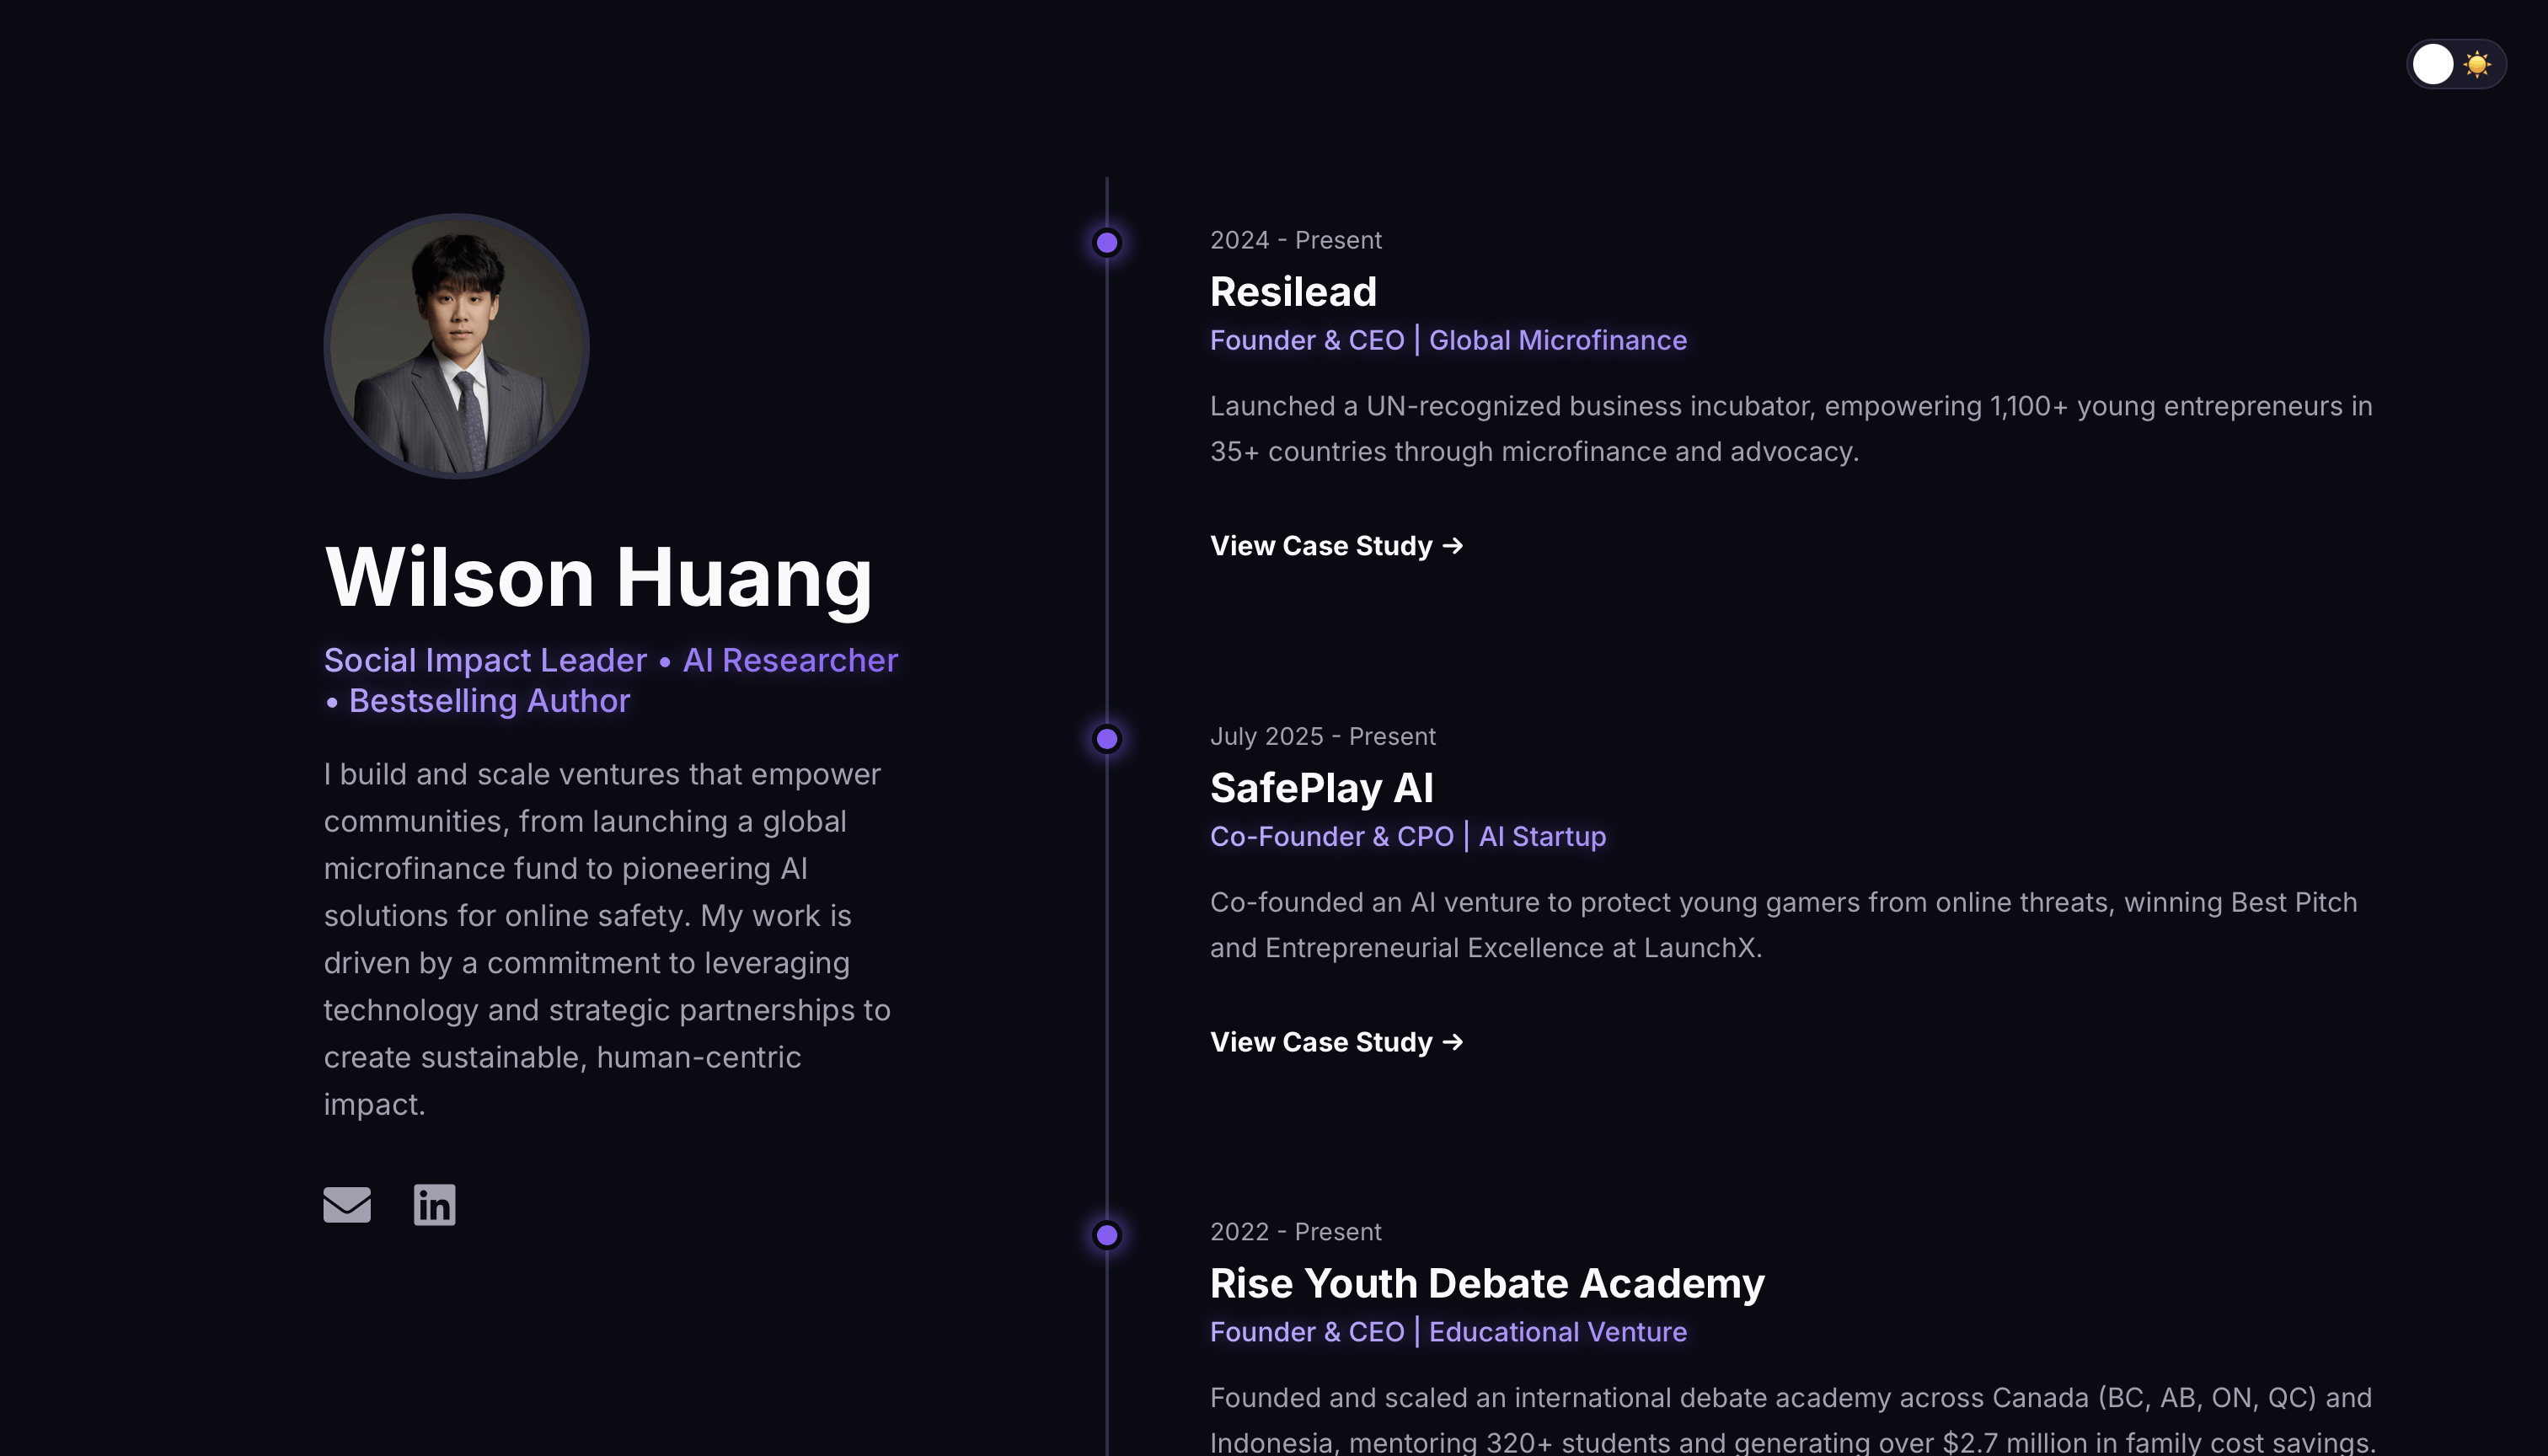 Wilson Huang
Social Impact Leader • AI Researcher
• Bestselling Author
I build and scale ventures that empower
communities, from launching a global
microfinance fund to pioneering AI
solutions for online safety. My work is
driven by a commitment to leveraging
technology and strategic partnerships to
create sustainable, human-centric
impact.
in
2024 - Present
Resilead
Founder & CEO | Global Microfinance
Launched a UN-recognized business incubator, empowering 1,100+ young entrepreneurs in
35+ countries through microfinance and advocacy.
View Case Study →
July 2025 - Present
SafePlay AI
Co-Founder & CPO | AI Startup
Co-founded an AI venture to protect young gamers from online threats, winning Best Pitch
and Entrepreneurial Excellence at LaunchX.
View Case Study →
2022 - Present
Rise Youth Debate Academy
Founder & CEO | Educational Venture
Founded and scaled an international debate academy across Canada (BC, AB, ON, QC) and
Indonesia, mentoring 320+ students and generating over $2.7 million in family cost savings.